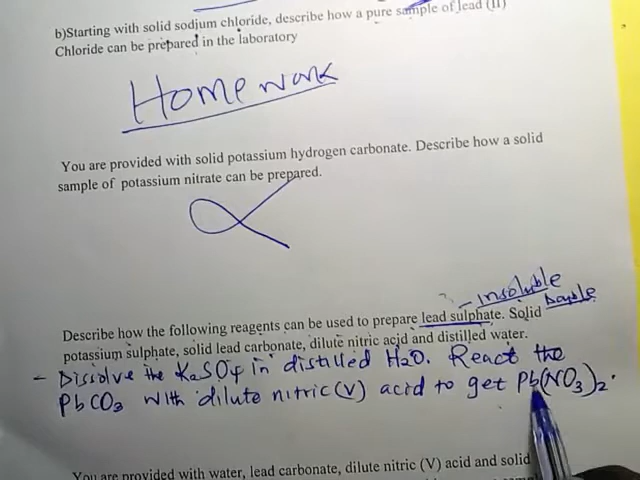 b)Starting with solid sodium chloride, describe how a pure sample of lead (II)
Chloride can be prepared in the laboratory
Homework
You are provided with solid potassium hydrogen carbonate. Describe how a solid
sample of potassium nitrate can be prepared.
- Insoluble
Double
Describe how the following reagents can be used to prepare lead sulphate. Solid
potassium sulphate, solid lead carbonate, dilute nitric acid and distilled water.
- Dissolve the K₂SO₄ in distilled H₂O. React the
PbCO₃ with dilute nitric(V) acid to get Pb(NO₃)₂.
You are provided with water, lead carbonate, dilute nitric (V) acid and solid